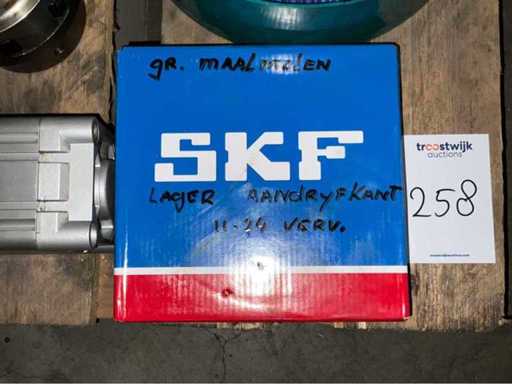 gr. MAALMOLEN
SKF
LAGER AANDRYFKANT
11-24 VERV.
troostwijk
auctions
258